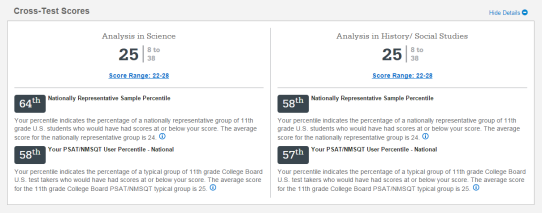 Cross-Test Scores
Hide Details
Analysis in Science
25 8 to 38
Score Range: 22-28
64th Nationally Representative Sample Percentile
Your percentile indicates the percentage of a nationally representative group of 11th
grade U.S. students who would have had scores at or below your score. The average
score for the nationally representative group is 24.
58th Your PSAT/NMSQT User Percentile - National
Your percentile indicates the percentage of a typical group of 11th grade College Board
U.S. test takers who would have had scores at or below your score. The average score
for the 11th grade College Board PSAT/NMSQT typical group is 25.
Analysis in History/ Social Studies
25 8 to 38
Score Range: 22-28
58th Nationally Representative Sample Percentile
Your percentile indicates the percentage of a nationally representative group of 11th
grade U.S. students who would have had scores at or below your score. The average
score for the nationally representative group is 24.
57th Your PSAT/NMSQT User Percentile - National
Your percentile indicates the percentage of a typical group of 11th grade College Board
U.S. test takers who would have had scores at or below your score. The average score
for the 11th grade College Board PSAT/NMSQT typical group is 25.